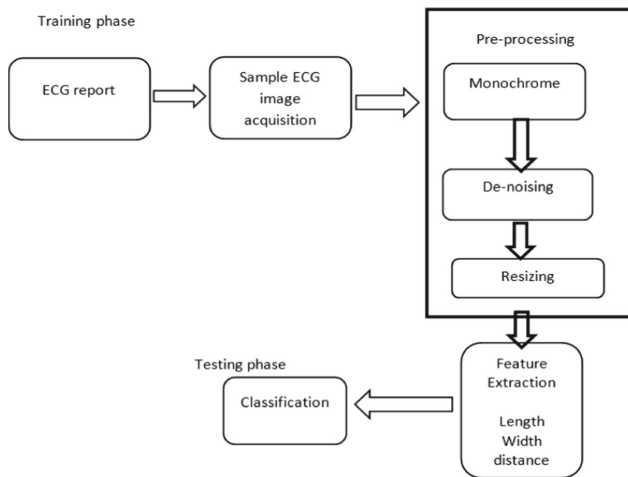 Training phase
ECG report
Sample ECG
image
acquisition
Pre-processing
Monochrome
De-noising
Resizing
Feature
Extraction
Length
Width
distance
Testing phase
Classification